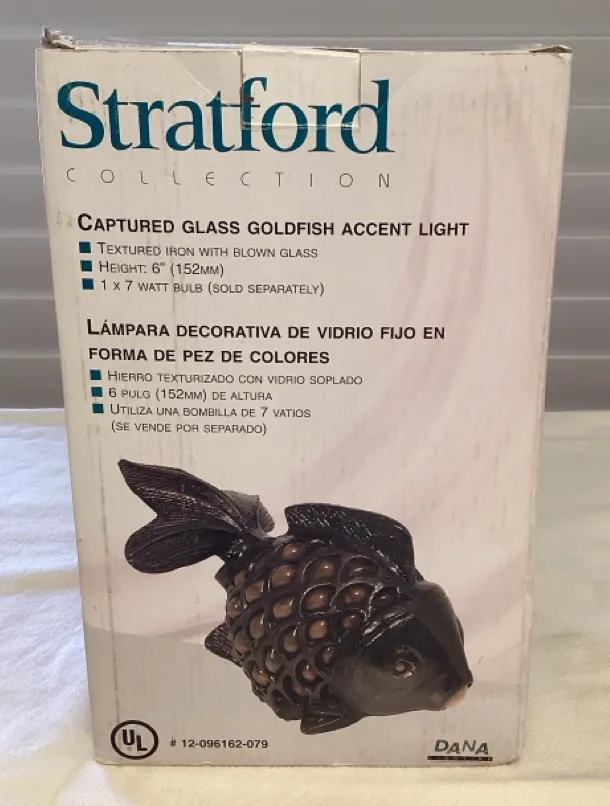 Stratford
COLLECTION
CAPTURED GLASS GOLDFISH ACCENT LIGHT
■ TEXTURED IRON WITH BLOWN GLASS
■ HEIGHT: 6" (152MM)
■ 1 x 7 WATT BULB (SOLD SEPARATELY)
LÁMPARA DECORATIVA DE VIDRIO FIJO EN
FORMA DE PEZ DE COLORES
■ HIERRO TEXTURIZADO CON VIDRIO SOPLADO
■ 6 PULG (152MM) DE ALTURA
■ UTILIZA UNA BOMBILLA DE 7 VATIOS
(SE VENDE POR SEPARADO)
UL
# 12-096162-079
DANA
LIGHTING